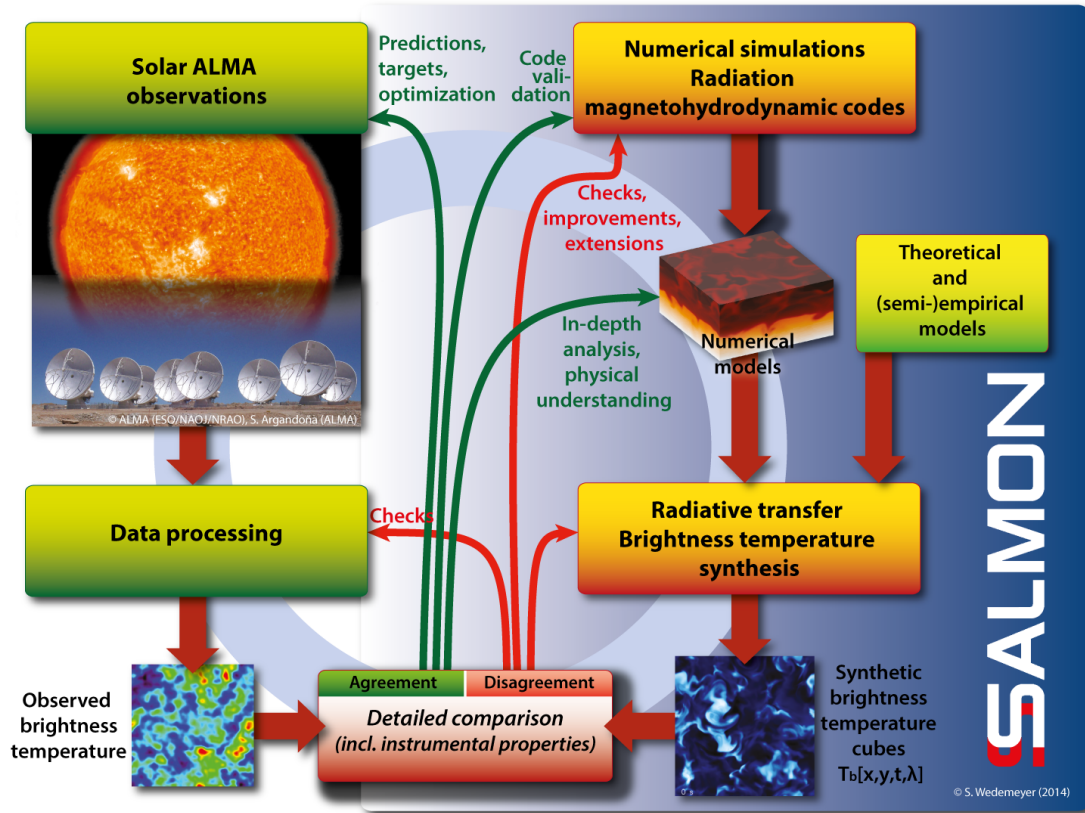 Solar ALMA
observations
Predictions,
targets,
optimization
Code
vali-
dation
Numerical simulations
Radiation
magnetohydrodynamic codes
Checks,
improvements,
extensions
Theoretical
and
(semi-)empirical
models
Numerical
models
In-depth
analysis,
physical
understanding
© ALMA (ESO/NAOJ/NRAO), S. Argandoña (ALMA)
Data processing
Checks
Radiative transfer
Brightness temperature
synthesis
SALMON
Observed
brightness
temperature
Agreement
Disagreement
Detailed comparison
(incl. instrumental properties)
Synthetic
brightness
temperature
cubes
Tb[x,y,t,λ]
© S. Wedemeyer (2014)